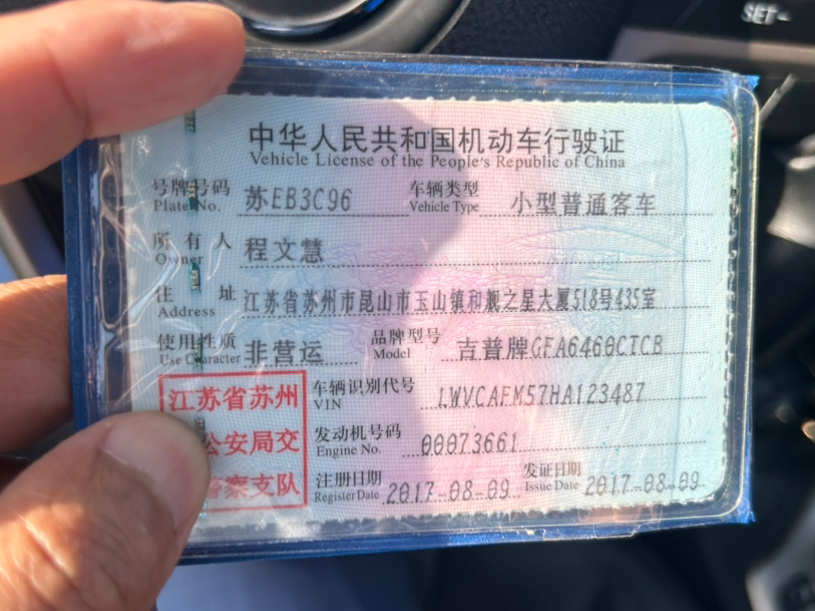 SET-
中华人民共和国机动车行驶证
Vehicle License of the People's Republic of China
号牌号码 苏EB3C96 车辆类型 小型普通客车
Plate No. Vehicle Type
所有人 程文慧
Owner
住址 江苏省苏州市昆山市玉山镇和舰之星大厦518号435室
Address
使用性质 非营运 品牌型号 吉普牌GFA6460CTCB
Use Character Model
江苏省苏州 车辆识别代号 LWVCAFM57HA123487
VIN
公安局交 发动机号码 00073661
Engine No.
警察支队 注册日期 2017-08-09 发证日期 2017-08-09
Register Date Issue Date